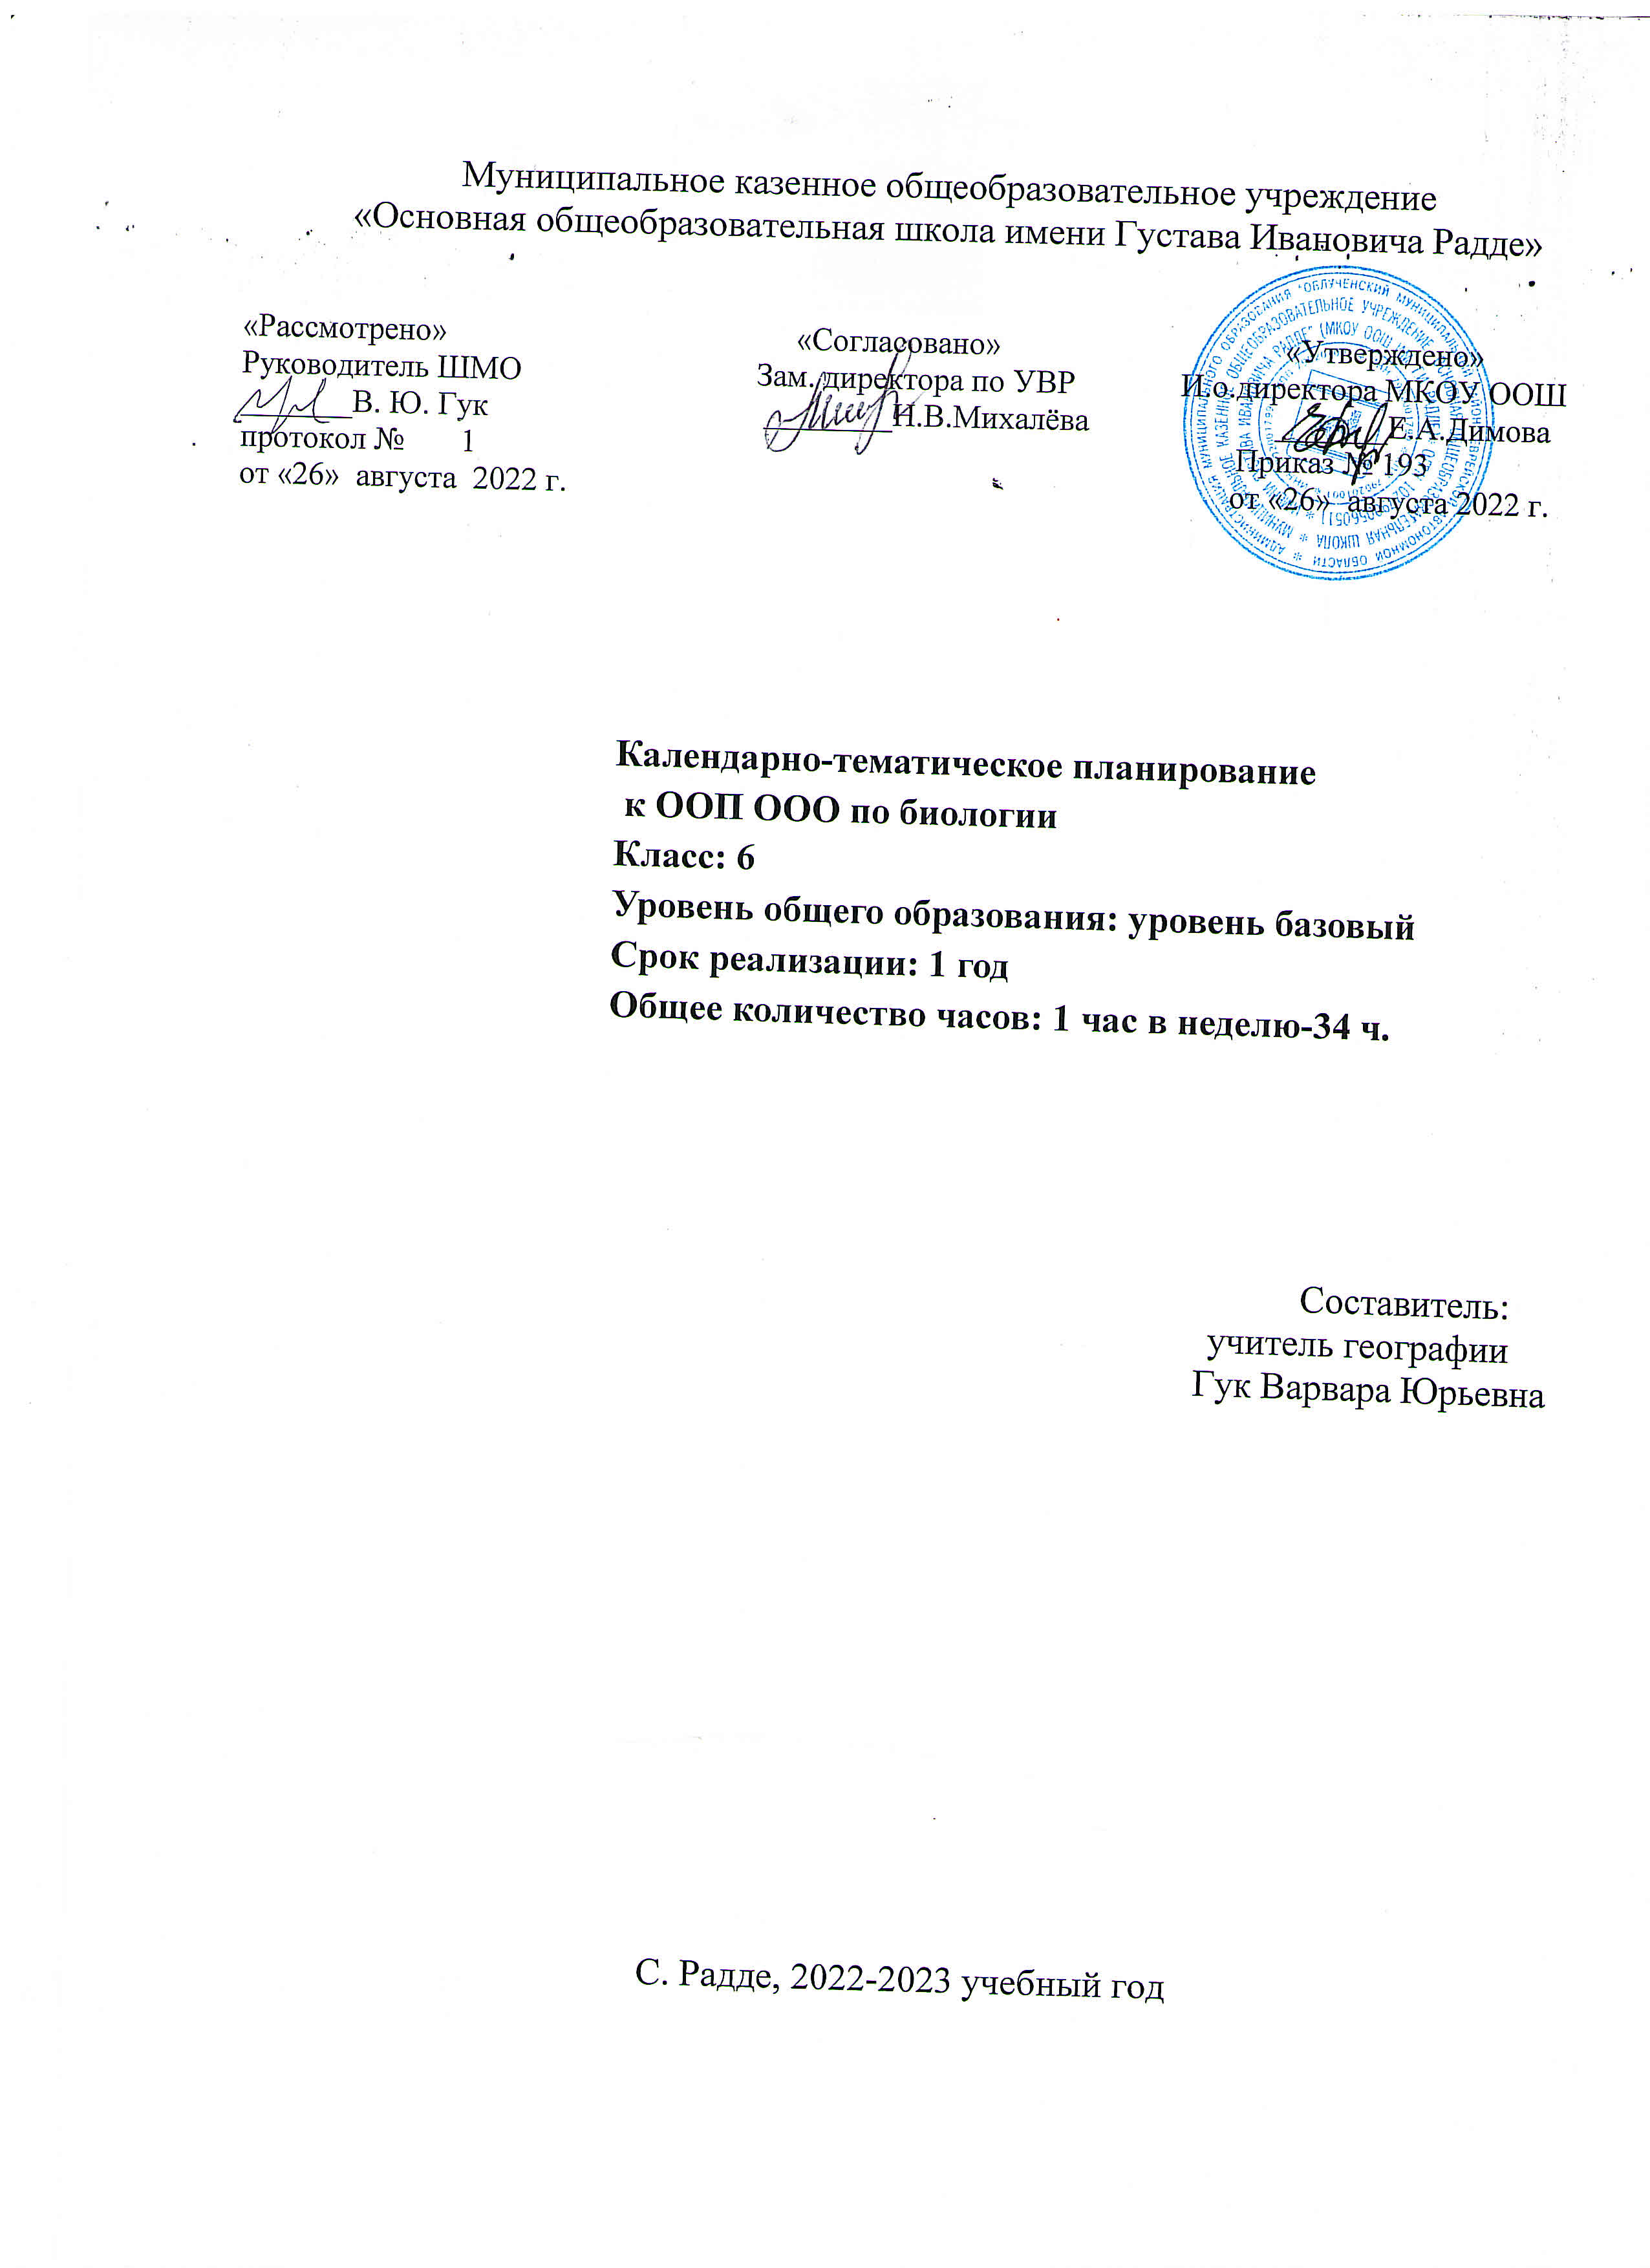 Муниципальное казенное общеобразовательное учреждение
«Основная общеобразовательная школа имени Густава Ивановича Радде»
«Рассмотрено»
Руководитель ШМО
В. Ю. Гук
протокол № 1
от «26» августа 2022 г.
«Согласовано»
Зам. директора по УВР
И.В.Михалёва
«Утверждено»
И.о.директора МКОУ ООШ
Е.А.Димова
Приказ № 193
от «26» августа 2022 г.
Календарно-тематическое планирование
к ООП ООО по биологии
Класс: 6
Уровень общего образования: уровень базовый
Срок реализации: 1 год
Общее количество часов: 1 час в неделю-34 ч.
Составитель:
учитель географии
Гук Варвара Юрьевна
С. Радде, 2022-2023 учебный год